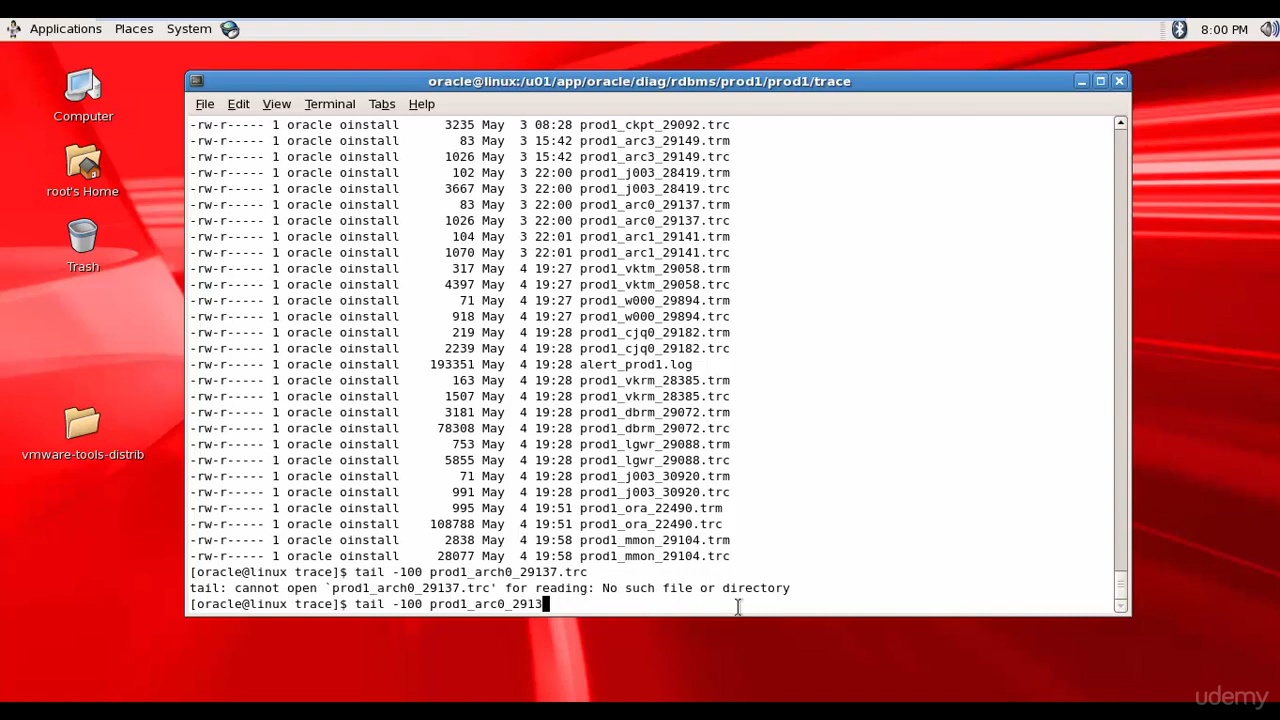 Applications Places System 8:00 PM
oracle@linux:/u01/app/oracle/diag/rdbms/prod1/prod1/trace
File Edit View Terminal Tabs Help
Computer
root's Home
Trash
vmware-tools-distrib
-rw-r----- 1 oracle oinstall 3235 May 3 08:28 prod1_ckpt_29092.trc
-rw-r----- 1 oracle oinstall 83 May 3 15:42 prod1_arc3_29149.trm
-rw-r----- 1 oracle oinstall 1026 May 3 15:42 prod1_arc3_29149.trc
-rw-r----- 1 oracle oinstall 102 May 3 22:00 prod1_j003_28419.trm
-rw-r----- 1 oracle oinstall 3667 May 3 22:00 prod1_j003_28419.trc
-rw-r----- 1 oracle oinstall 83 May 3 22:00 prod1_arc0_29137.trm
-rw-r----- 1 oracle oinstall 1026 May 3 22:00 prod1_arc0_29137.trc
-rw-r----- 1 oracle oinstall 104 May 3 22:01 prod1_arc1_29141.trm
-rw-r----- 1 oracle oinstall 1070 May 3 22:01 prod1_arc1_29141.trc
-rw-r----- 1 oracle oinstall 317 May 4 19:27 prod1_vktm_29058.trm
-rw-r----- 1 oracle oinstall 4397 May 4 19:27 prod1_vktm_29058.trc
-rw-r----- 1 oracle oinstall 71 May 4 19:27 prod1_w000_29894.trm
-rw-r----- 1 oracle oinstall 918 May 4 19:27 prod1_w000_29894.trc
-rw-r----- 1 oracle oinstall 219 May 4 19:28 prod1_cjq0_29182.trm
-rw-r----- 1 oracle oinstall 2239 May 4 19:28 prod1_cjq0_29182.trc
-rw-r----- 1 oracle oinstall 193351 May 4 19:28 alert_prod1.log
-rw-r----- 1 oracle oinstall 163 May 4 19:28 prod1_vkrm_28385.trm
-rw-r----- 1 oracle oinstall 1507 May 4 19:28 prod1_vkrm_28385.trc
-rw-r----- 1 oracle oinstall 3181 May 4 19:28 prod1_dbrm_29072.trm
-rw-r----- 1 oracle oinstall 78308 May 4 19:28 prod1_dbrm_29072.trc
-rw-r----- 1 oracle oinstall 753 May 4 19:28 prod1_lgwr_29088.trm
-rw-r----- 1 oracle oinstall 5855 May 4 19:28 prod1_lgwr_29088.trc
-rw-r----- 1 oracle oinstall 71 May 4 19:28 prod1_j003_30920.trm
-rw-r----- 1 oracle oinstall 991 May 4 19:28 prod1_j003_30920.trc
-rw-r----- 1 oracle oinstall 995 May 4 19:51 prod1_ora_22490.trm
-rw-r----- 1 oracle oinstall 108788 May 4 19:51 prod1_ora_22490.trc
-rw-r----- 1 oracle oinstall 2838 May 4 19:58 prod1_mmon_29104.trm
-rw-r----- 1 oracle oinstall 28077 May 4 19:58 prod1_mmon_29104.trc
[oracle@linux trace]$ tail -100 prod1_arch0_29137.trc
tail: cannot open `prod1_arch0_29137.trc' for reading: No such file or directory
[oracle@linux trace]$ tail -100 prod1_arc0_2913
udemy